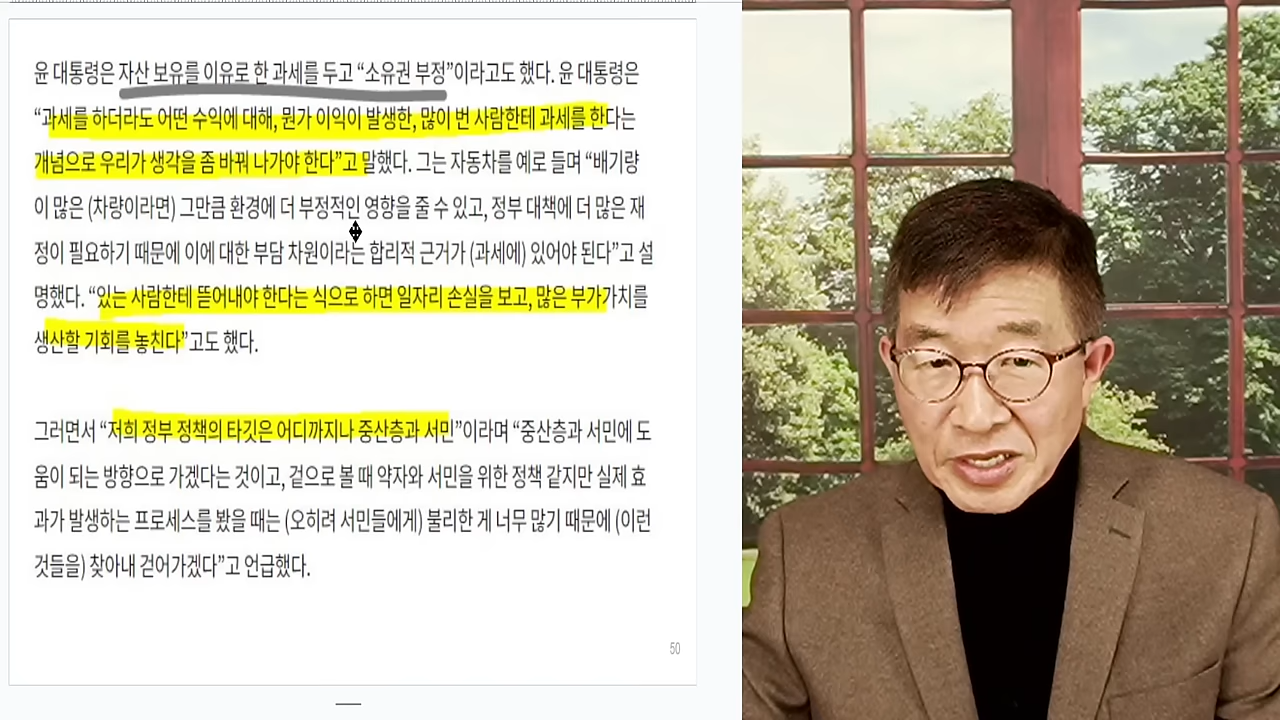 윤 대통령은 자산 보유를 이유로 한 과세를 두고 “소유권 부정”이라고도 했다. 윤 대통령은
“과세를 하더라도 어떤 수익에 대해, 뭔가 이익이 발생한, 많이 번 사람한테 과세를 한다는
개념으로 우리가 생각을 좀 바꿔 나가야 한다”고 말했다. 그는 자동차를 예로 들며 “배기량
이 많은 (차량이라면) 그만큼 환경에 더 부정적인 영향을 줄 수 있고, 정부 대책에 더 많은 재
정이 필요하기 때문에 이에 대한 부담 차원이라는 합리적 근거가 (과세에) 있어야 된다”고 설
명했다. “있는 사람한테 뜯어내야 한다는 식으로 하면 일자리 손실을 보고, 많은 부가가치를
생산할 기회를 놓친다”고도 했다.
그러면서 “저희 정부 정책의 타깃은 어디까지나 중산층과 서민”이라며 “중산층과 서민에 도
움이 되는 방향으로 가겠다는 것이고, 겉으로 볼 때 약자와 서민을 위한 정책 같지만 실제 효
과가 발생하는 프로세스를 봤을 때는 (오히려 서민들에게) 불리한 게 너무 많기 때문에 (이런
것들을) 찾아내 걷어가겠다”고 언급했다.
50